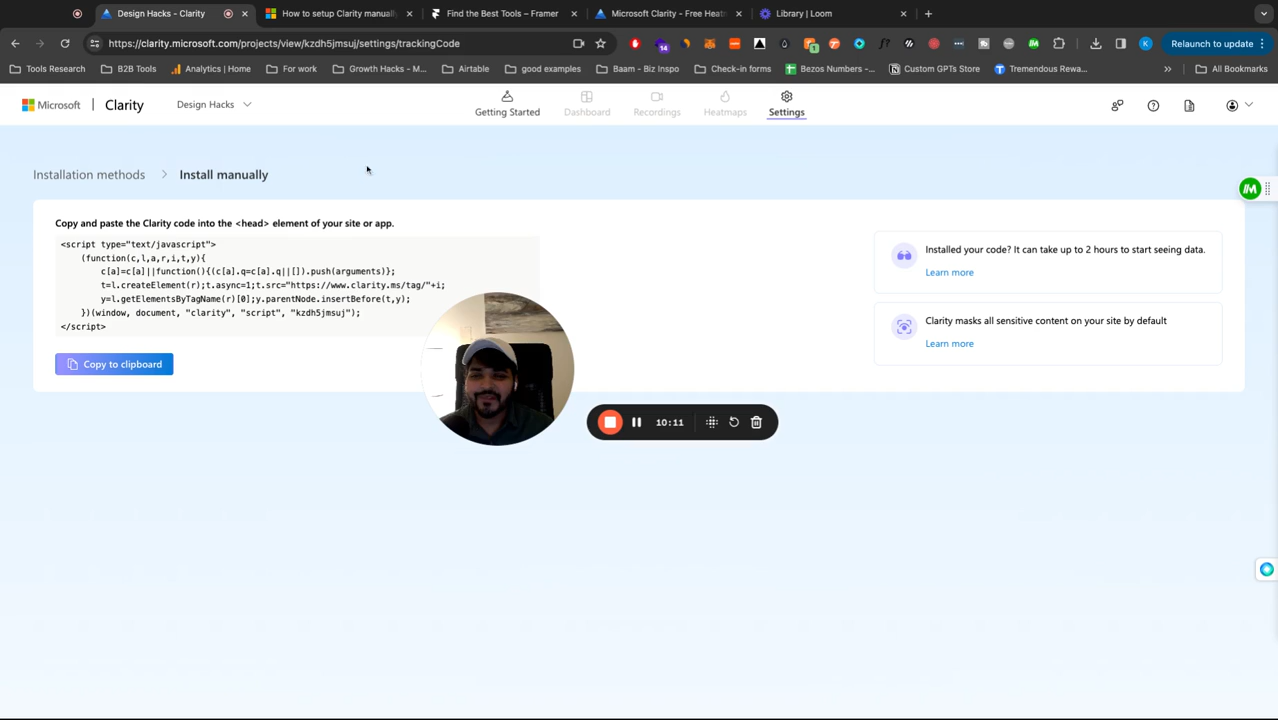 Design Hacks - Clarity
How to setup Clarity manually
Find the Best Tools – Framer
Microsoft Clarity - Free Heatm
Library | Loom
https://clarity.microsoft.com/projects/view/kzdh5jmsuj/settings/trackingCode
14
1
K
Relaunch to update
Tools Research
B2B Tools
Analytics | Home
For work
Growth Hacks - M...
Airtable
good examples
Baam - Biz Inspo
Check-in forms
Bezos Numbers -...
Custom GPTs Store
Tremendous Rewa...
All Bookmarks
Microsoft
Clarity
Design Hacks
Getting Started
Dashboard
Recordings
Heatmaps
Settings
Installation methods
Install manually
Copy and paste the Clarity code into the <head> element of your site or app.
<script type="text/javascript">
(function(c,l,a,r,i,t,y){
c[a]=c[a]||function(){(c[a].q=c[a].q||[]).push(arguments)};
t=l.createElement(r);t.async=1;t.src="https://www.clarity.ms/tag/"+i;
y=l.getElementsByTagName(r)[0];y.parentNode.insertBefore(t,y);
})(window, document, "clarity", "script", "kzdh5jmsuj");
</script>
Copy to clipboard
Installed your code? It can take up to 2 hours to start seeing data.
Learn more
Clarity masks all sensitive content on your site by default
Learn more
10:11